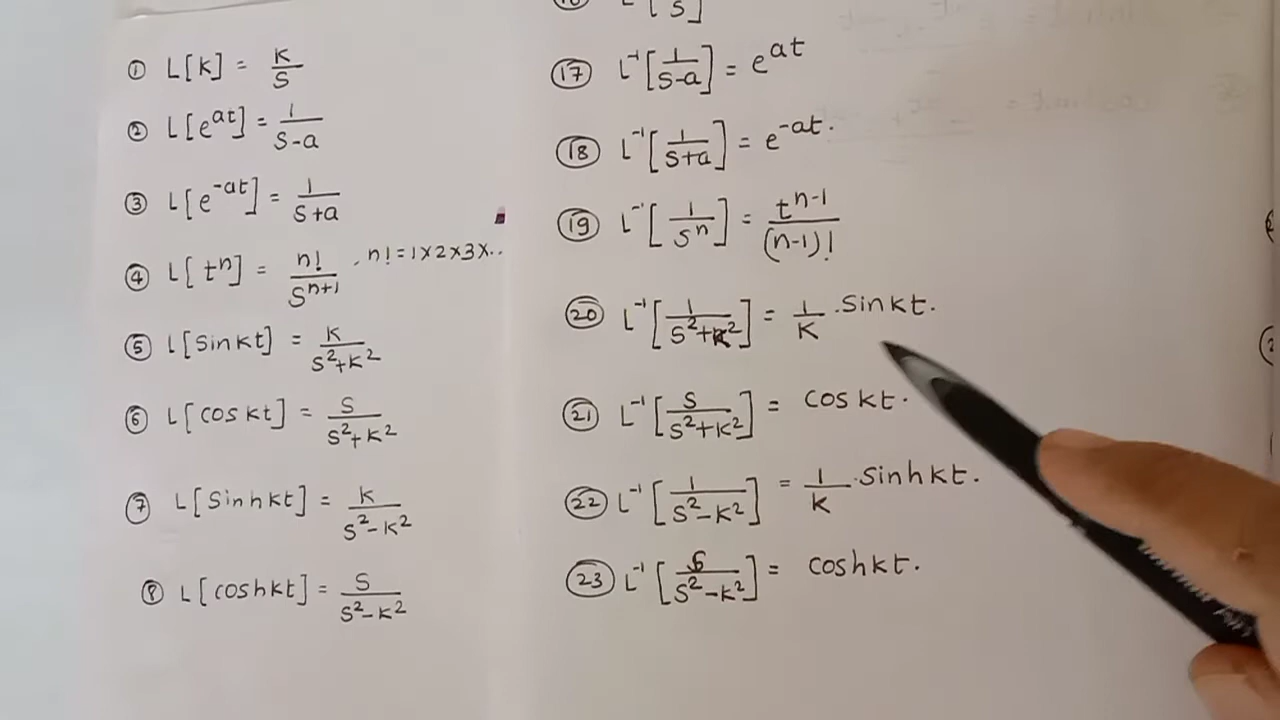 ① L[k] = K/S
② L[e^at] = 1/S-a
③ L[e^-at] = 1/S+a
④ L[t^n] = n!/S^n+1 , n! = 1×2×3×..
⑤ L[Sinkt] = K/S²+K²
⑥ L[coskt] = S/S²+K²
⑦ L[Sinhkt] = K/S²-K²
⑧ L[coshkt] = S/S²-K²
⑰ L⁻¹[1/S-a] = e^at
⑱ L⁻¹[1/S+a] = e^-at.
⑲ L⁻¹[1/S^n] = t^n-1/(n-1)!
⑳ L⁻¹[1/S²+K²] = 1/K .Sinkt.
㉑ L⁻¹[S/S²+K²] = coskt.
㉒ L⁻¹[1/S²-K²] = 1/K .Sinhkt.
㉓ L⁻¹[S/S²-K²] = coshkt.